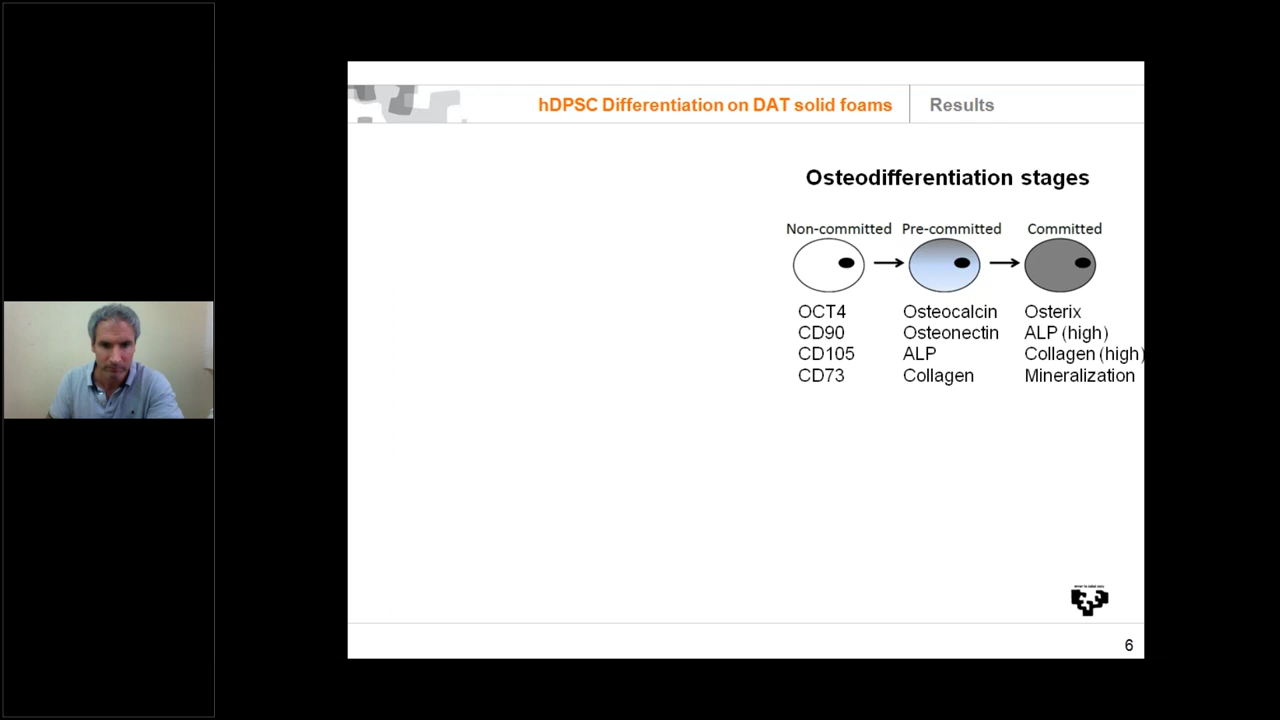 hDPSC Differentiation on DAT solid foams
Results
Osteodifferentiation stages
Non-committed Pre-committed Committed
OCT4 Osteocalcin Osterix
CD90 Osteonectin ALP (high)
CD105 ALP Collagen (high)
CD73 Collagen Mineralization
6